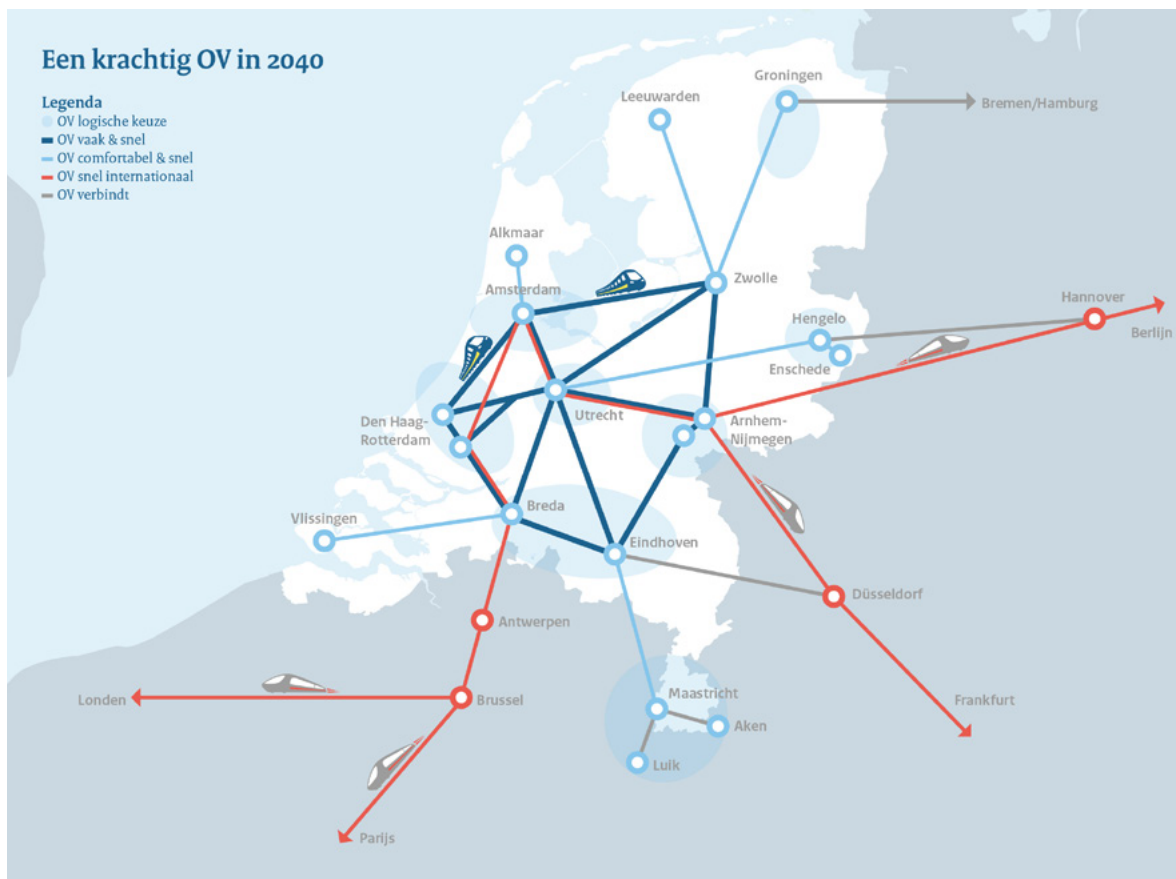 Een krachtig OV in 2040
Legenda
OV logische keuze
OV vaak & snel
OV comfortabel & snel
OV snel internationaal
OV verbindt
Groningen
Leeuwarden
Bremen/Hamburg
Alkmaar
Amsterdam
Zwolle
Hannover
Hengelo
Berlijn
Enschede
Den Haag-
Rotterdam
Utrecht
Arnhem-
Nijmegen
Breda
Vlissingen
Eindhoven
Düsseldorf
Antwerpen
Maastricht
Londen
Brussel
Frankfurt
Aken
Luik
Parijs